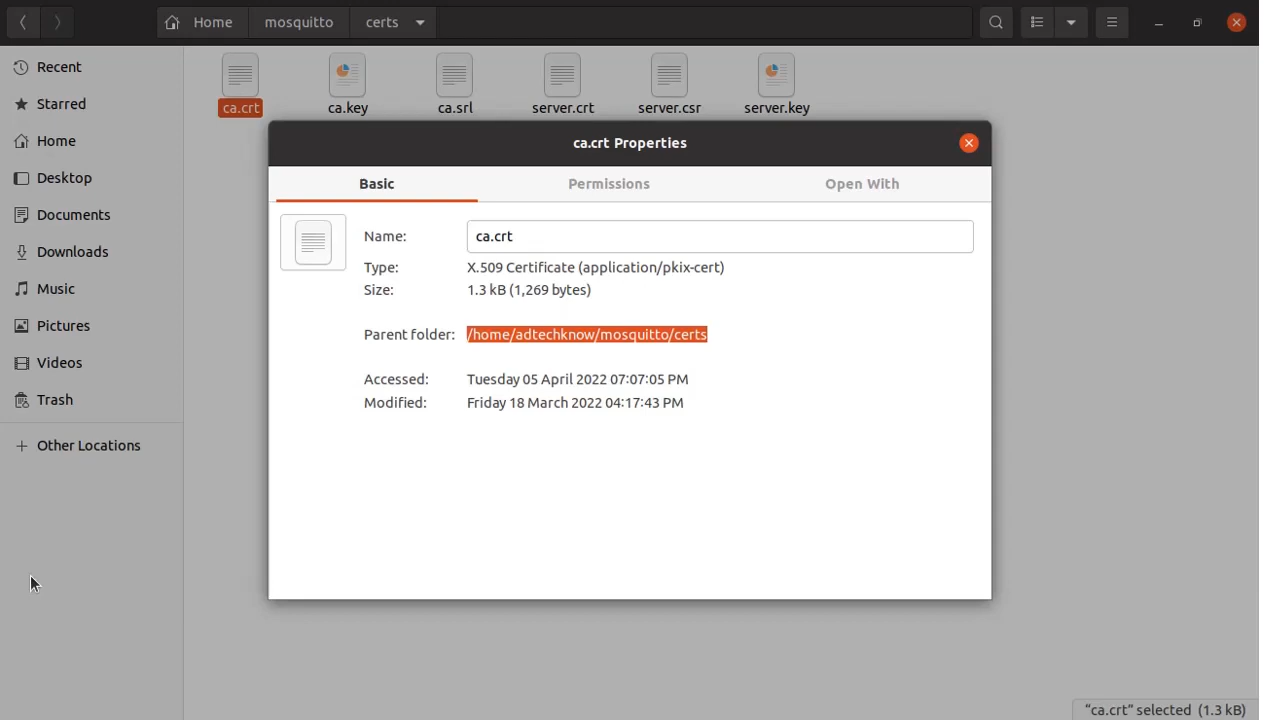 Home mosquitto certs
Recent
Starred
Home
Desktop
Documents
Downloads
Music
Pictures
Videos
Trash
Other Locations
ca.crt ca.key ca.srl server.crt server.csr server.key
ca.crt Properties
Basic Permissions Open With
Name: ca.crt
Type: X.509 Certificate (application/pkix-cert)
Size: 1.3 kB (1,269 bytes)
Parent folder: /home/adtechknow/mosquitto/certs
Accessed: Tuesday 05 April 2022 07:07:05 PM
Modified: Friday 18 March 2022 04:17:43 PM
“ca.crt” selected (1.3 kB)